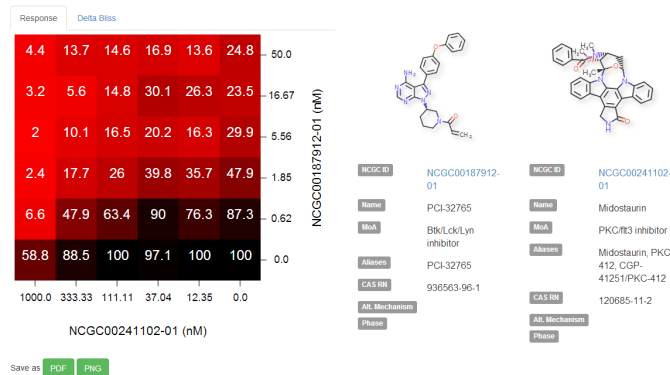 Response Delta Bliss
4.4 13.7 14.6 16.9 13.6 24.8 50.0
3.2 5.6 14.8 30.1 26.3 23.5 16.67
2 10.1 16.5 20.2 16.3 29.9 5.56
2.4 17.7 26 39.8 35.7 47.9 1.85
6.6 47.9 63.4 90 76.3 87.3 0.62
58.8 88.5 100 97.1 100 100 0.0
1000.0 333.33 111.11 37.04 12.35 0.0
NCGC00241102-01 (nM)
NCGC00187912-01 (nM)
Save as PDF PNG
NH₂
N
N
N
N
N
O
O
CH₂
NCGC ID NCGC00187912-
01
Name PCI-32765
MoA Btk/Lck/Lyn
inhibitor
Aliases PCI-32765
CAS RN 936563-96-1
Alt. Mechanism
Phase
H₃C
O
N
N
O
NH
NCGC ID NCGC00241102-
01
Name Midostaurin
MoA PKC/flt3 inhibitor
Aliases Midostaurin, PKC
412, CGP-
41251/PKC-412
CAS RN 120685-11-2
Alt. Mechanism
Phase